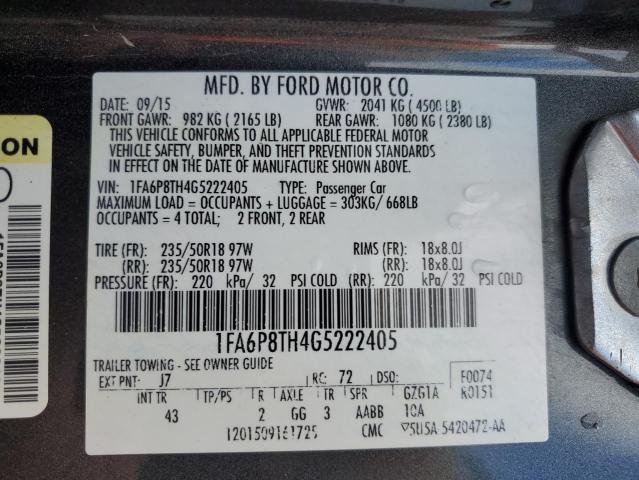 MFD. BY FORD MOTOR CO.
DATE: 09/15 GVWR: 2041 KG ( 4500 LB)
FRONT GAWR: 982 KG ( 2165 LB) REAR GAWR: 1080 KG ( 2380 LB)
THIS VEHICLE CONFORMS TO ALL APPLICABLE FEDERAL MOTOR
VEHICLE SAFETY, BUMPER, AND THEFT PREVENTION STANDARDS
IN EFFECT ON THE DATE OF MANUFACTURE SHOWN ABOVE.
VIN: 1FA6P8TH4G5222405 TYPE: Passenger Car
MAXIMUM LOAD = OCCUPANTS + LUGGAGE = 303KG/ 668LB
OCCUPANTS = 4 TOTAL; 2 FRONT, 2 REAR
TIRE (FR): 235/50R18 97W RIMS (FR): 18x8.0J
(RR): 235/50R18 97W (RR): 18x8.0J
PRESSURE (FR): 220 kPa/ 32 PSI COLD (RR): 220 kPa/ 32 PSI COLD
1FA6P8TH4G5222405
TRAILER TOWING - SEE OWNER GUIDE
EXT PNT: J7 RC: 72 DSO: F0074
INT TR TP/PS R AXLE TR SPR GZG1A R0151
43 2 GG 3 AABB 10A
CMC 5420472-AA
ION